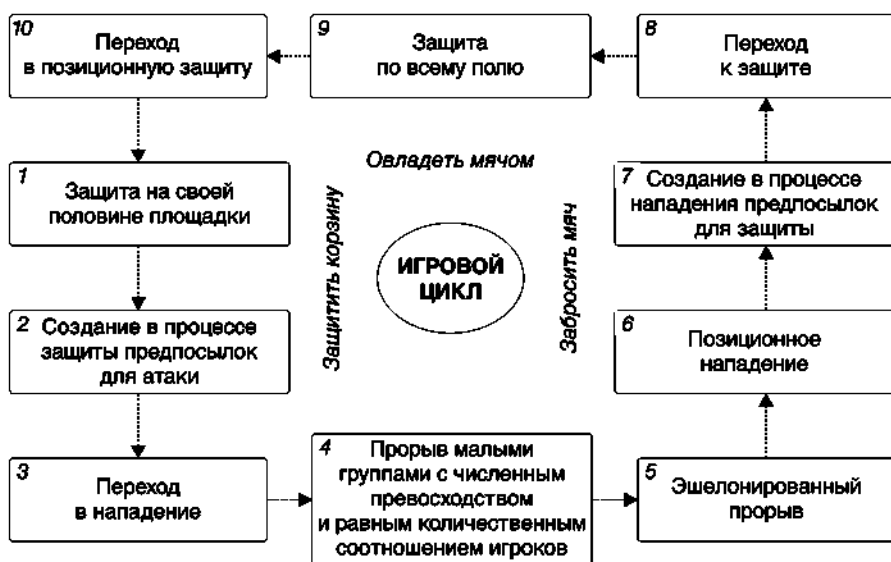 10
Переход
в позиционную защиту
9
Защита
по всему полю
8
Переход
к защите
1
Защита на своей
половине площадки
Овладеть мячом
Защитить корзину
ИГРОВОЙ
ЦИКЛ
Забросить мяч
7
Создание в процессе
нападения предпосылок
для защиты
2
Создание в процессе
защиты предпосылок
для атаки
6
Позиционное
нападение
3
Переход
в нападение
4
Прорыв малыми
группами с численным
превосходством
и равным количественным
соотношением игроков
5
Эшелонированный
прорыв